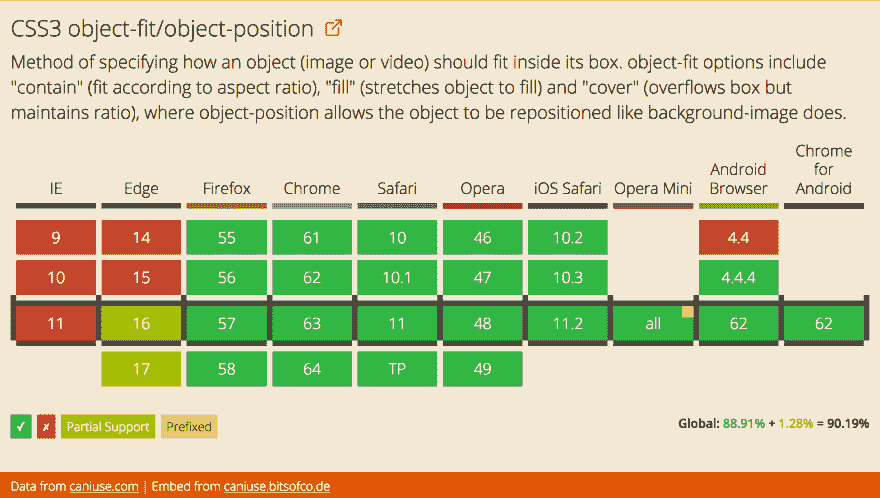 CSS3 object-fit/object-position
Method of specifying how an object (image or video) should fit inside its box. object-fit options include
"contain" (fit according to aspect ratio), "fill" (stretches object to fill) and "cover" (overflows box but
maintains ratio), where object-position allows the object to be repositioned like background-image does.
IE Edge Firefox Chrome Safari Opera iOS Safari Opera Mini Android Browser Chrome for Android
9 14 55 61 10 46 10.2 4.4
10 15 56 62 10.1 47 10.3 4.4.4
11 16 57 63 11 48 11.2 all 62 62
17 58 64 TP 49
✓ ✗ Partial Support Prefixed Global: 88.91% + 1.28% = 90.19%
Data from caniuse.com | Embed from caniuse.bitsofco.de